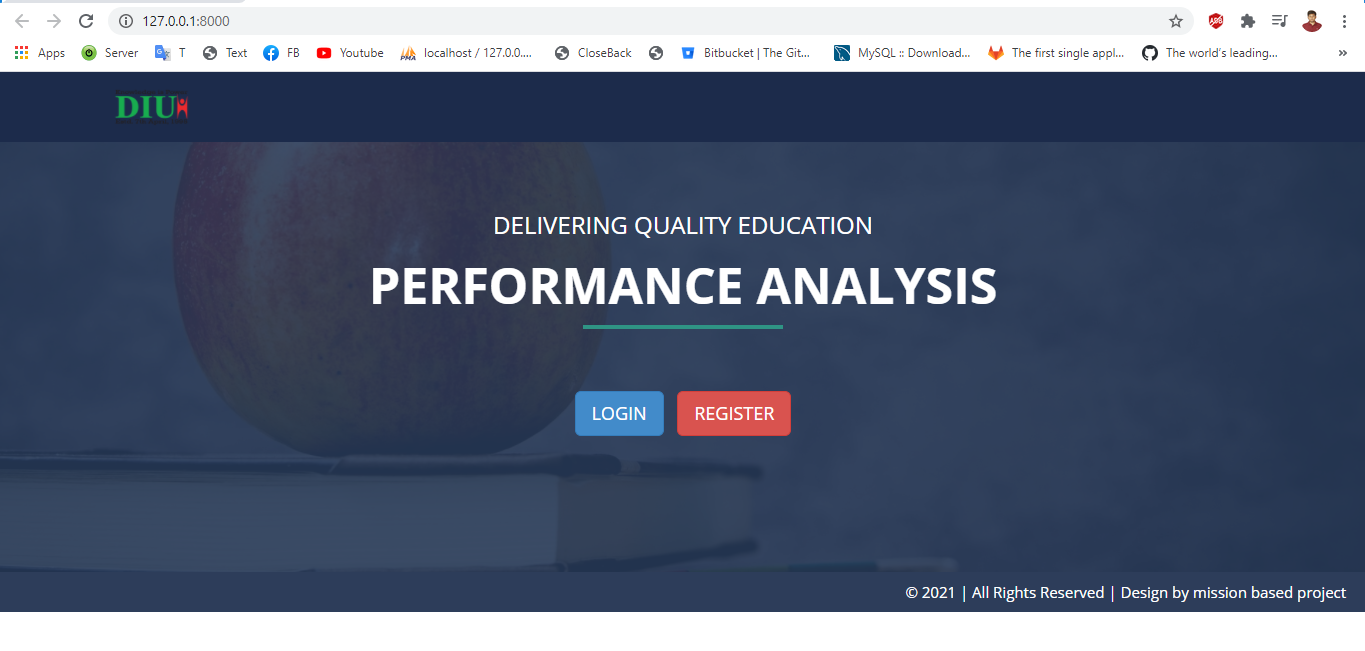 127.0.0.1:8000
Apps Server T Text FB Youtube localhost / 127.0.0.... CloseBack Bitbucket | The Git... MySQL :: Download... The first single appl... The world's leading... »
DIU
DELIVERING QUALITY EDUCATION
PERFORMANCE ANALYSIS
LOGIN REGISTER
© 2021 | All Rights Reserved | Design by mission based project